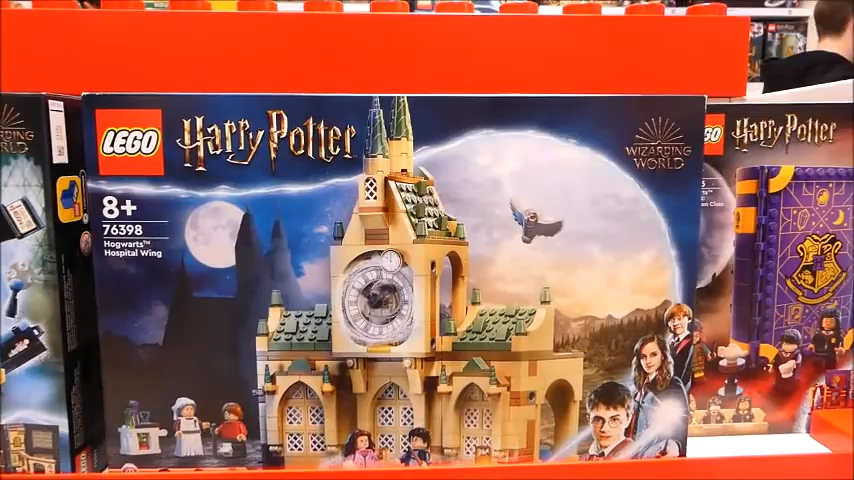 LEGO
Harry Potter
WIZARDING
WORLD
8+
76398
Hogwarts™
Hospital Wing
LEGO
Harry Potter